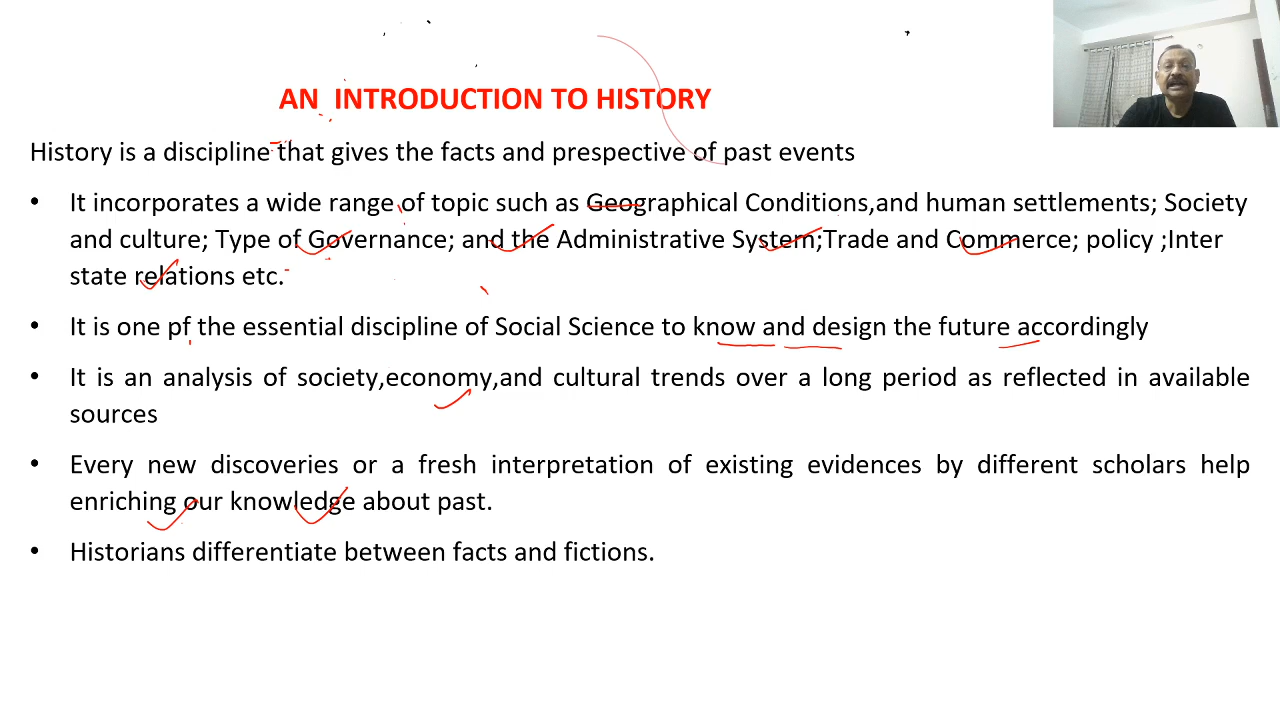 AN INTRODUCTION TO HISTORY
History is a discipline that gives the facts and prespective of past events
• It incorporates a wide range of topic such as Geographical Conditions,and human settlements; Society
and culture; Type of Governance; and the Administrative System;Trade and Commerce; policy ;Inter
state relations etc.
• It is one pf the essential discipline of Social Science to know and design the future accordingly
• It is an analysis of society,economy,and cultural trends over a long period as reflected in available
sources
• Every new discoveries or a fresh interpretation of existing evidences by different scholars help
enriching our knowledge about past.
• Historians differentiate between facts and fictions.